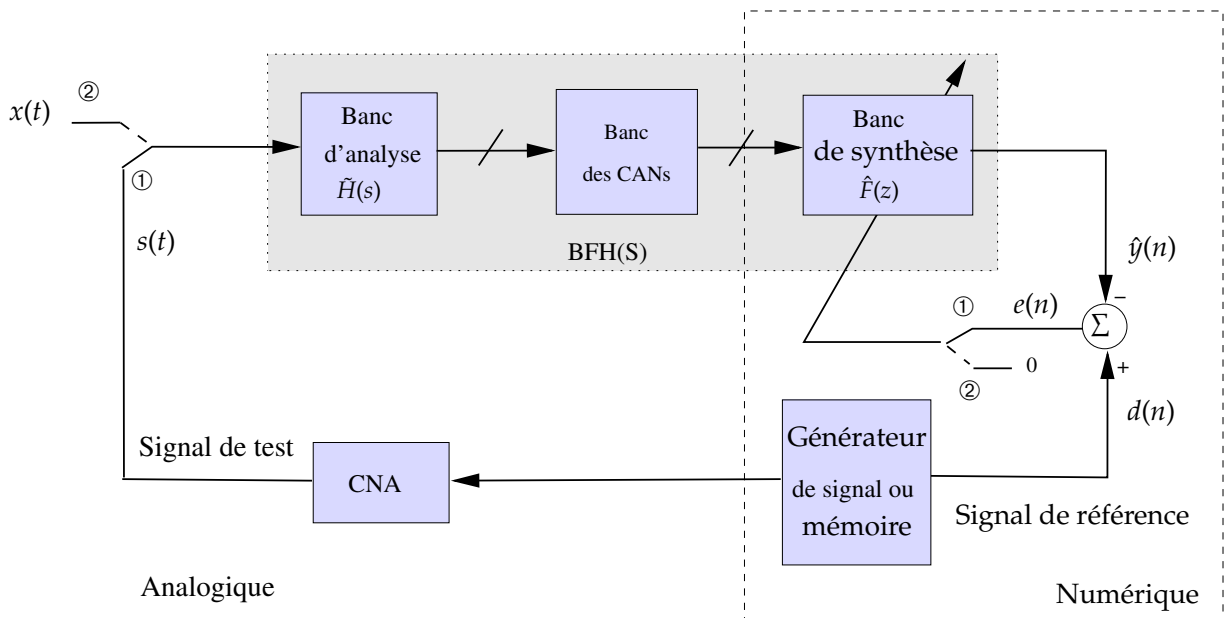 ②
x(t)
①
s(t)
Banc
d'analyse
H̃(s)
Banc
des CANs
Banc
de synthèse
F̂(z)
BFH(S)
ŷ(n)
−
Σ
+
e(n)
①
0
②
d(n)
Signal de test
CNA
Générateur
de signal ou
mémoire
Signal de référence
Analogique
Numérique